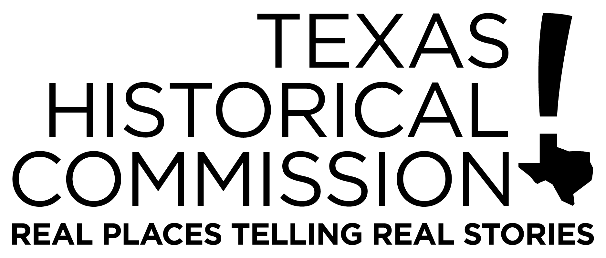 TEXAS
HISTORICAL
COMMISSION!
REAL PLACES TELLING REAL STORIES